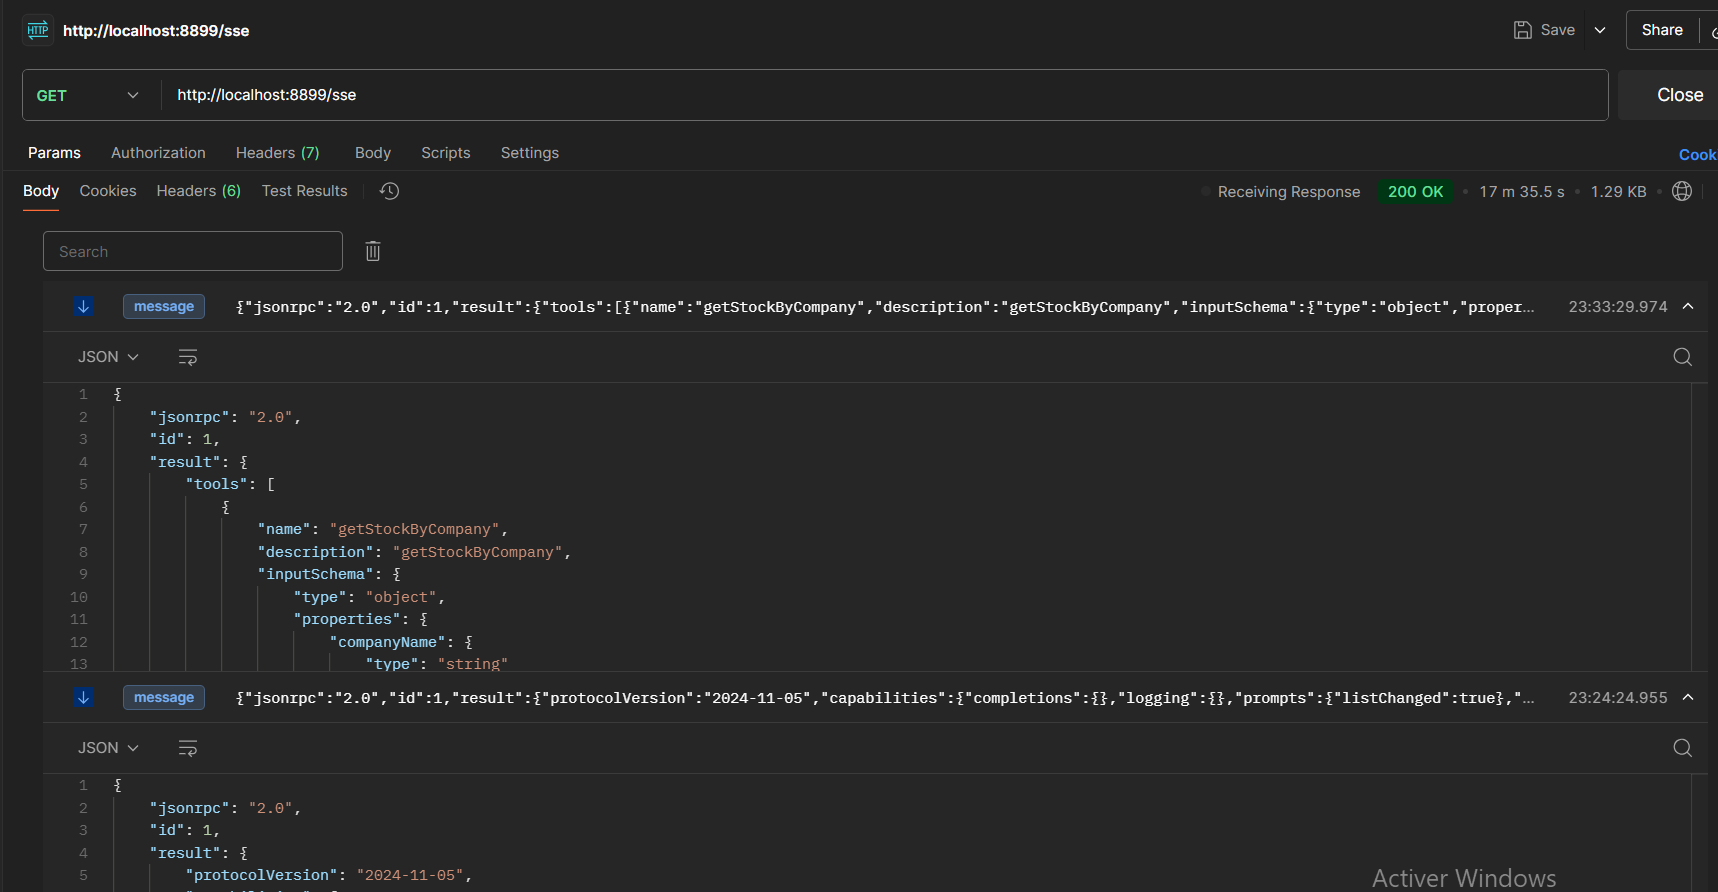 HTTP http://localhost:8899/sse Save Share
GET http://localhost:8899/sse Close
Params Authorization Headers (7) Body Scripts Settings Cook
Body Cookies Headers (6) Test Results Receiving Response 200 OK • 17 m 35.5 s • 1.29 KB •
Search
message {"jsonrpc":"2.0","id":1,"result":{"tools":[{"name":"getStockByCompany","description":"getStockByCompany","inputSchema":{"type":"object","proper... 23:33:29.974
JSON
1 {
2 "jsonrpc": "2.0",
3 "id": 1,
4 "result": {
5 "tools": [
6 {
7 "name": "getStockByCompany",
8 "description": "getStockByCompany",
9 "inputSchema": {
10 "type": "object",
11 "properties": {
12 "companyName": {
13 "type": "string"
message {"jsonrpc":"2.0","id":1,"result":{"protocolVersion":"2024-11-05","capabilities":{"completions":{},"logging":{},"prompts":{"listChanged":true},"... 23:24:24.955
JSON
1 {
2 "jsonrpc": "2.0",
3 "id": 1,
4 "result": {
5 "protocolVersion": "2024-11-05",
Activer Windows